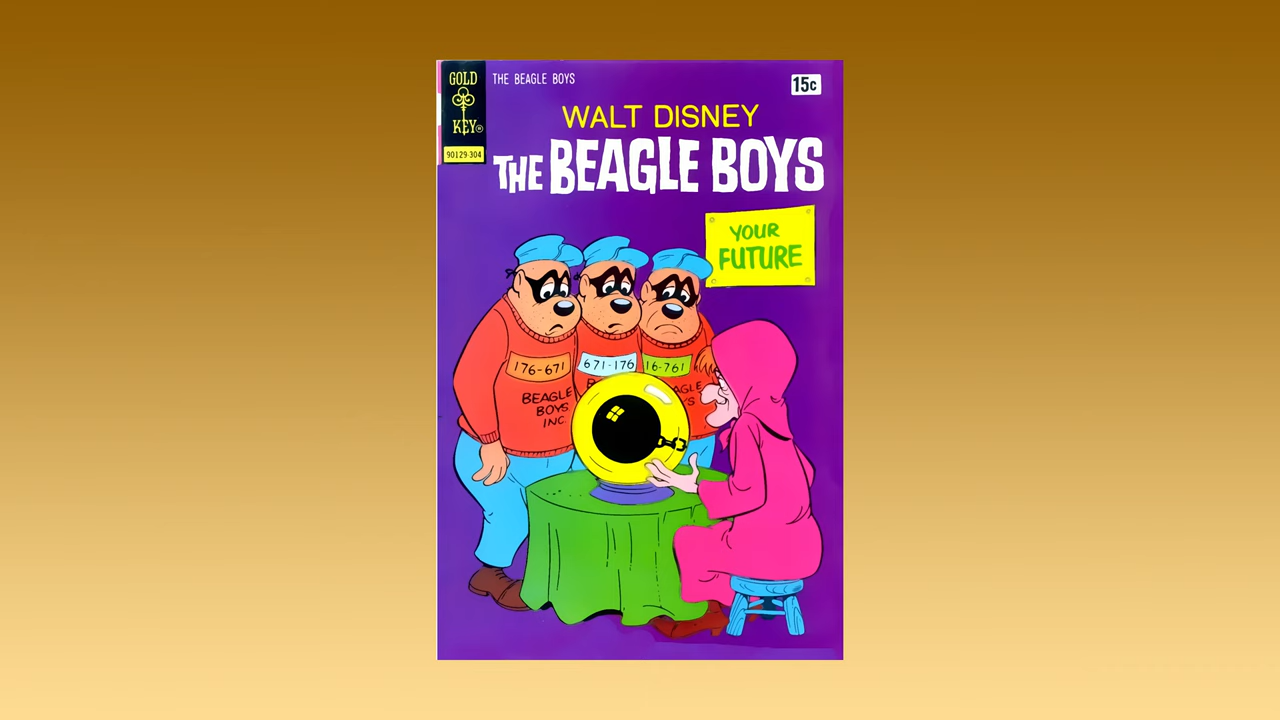 GOLD
KEY®
90129-304
THE BEAGLE BOYS
15c
WALT DISNEY
THE BEAGLE BOYS
YOUR
FUTURE
176-671
671-176
16-761
BEAGLE
BOYS
INC.
AGLE